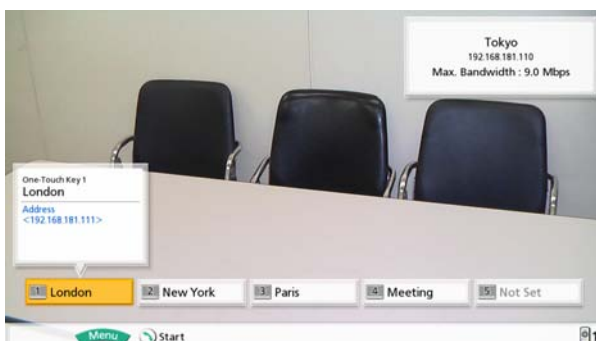 Tokyo
192.168.181.110
Max. Bandwidth : 9.0 Mbps
One-Touch Key 1
London
Address
<192.168.181.111>
1 London
2 New York
3 Paris
4 Meeting
5 Not Set
Menu Start
1